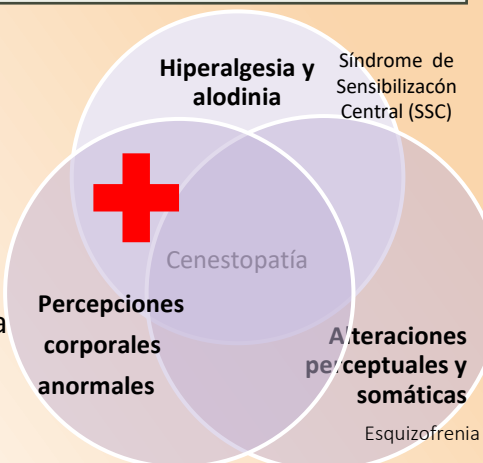 Hiperalgesia y
alodinia
Síndrome de
Sensibilizacón
Central (SSC)
Cenestopatía
a
Percepciones
corporales
anormales
Alteraciones
perceptuales y
somáticas
Esquizofrenia